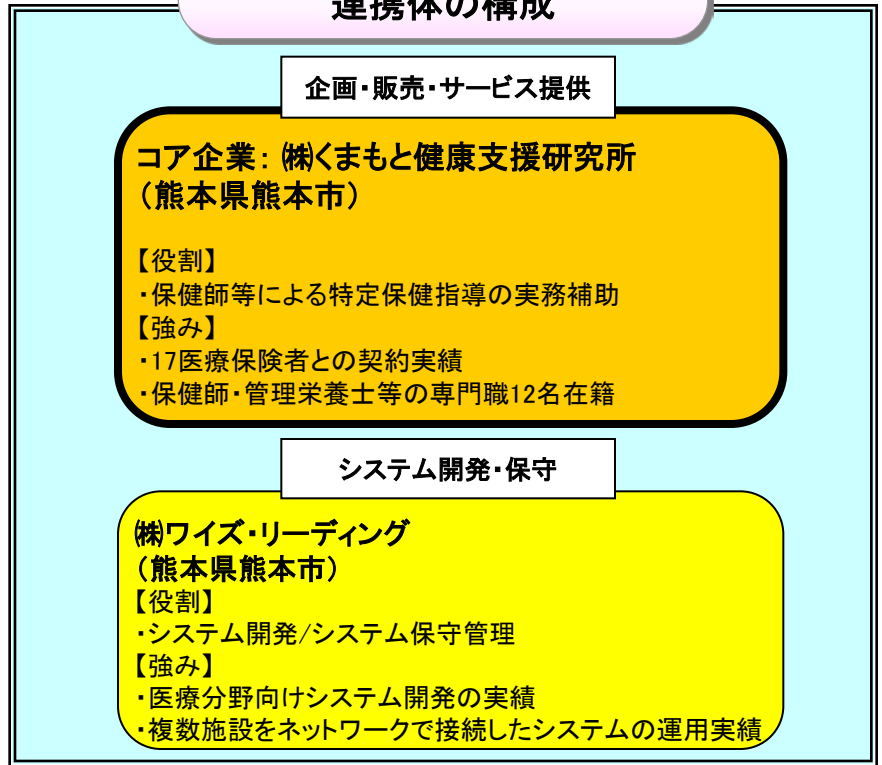 連携体の構成
企画・販売・サービス提供
コア企業：㈱くまもと健康支援研究所
（熊本県熊本市）
【役割】
・保健師等による特定保健指導の実務補助
【強み】
・17医療保険者との契約実績
・保健師・管理栄養士等の専門職12名在籍
システム開発・保守
㈱ワイズ・リーディング
（熊本県熊本市）
【役割】
・システム開発/システム保守管理
【強み】
・医療分野向けシステム開発の実績
・複数施設をネットワークで接続したシステムの運用実績